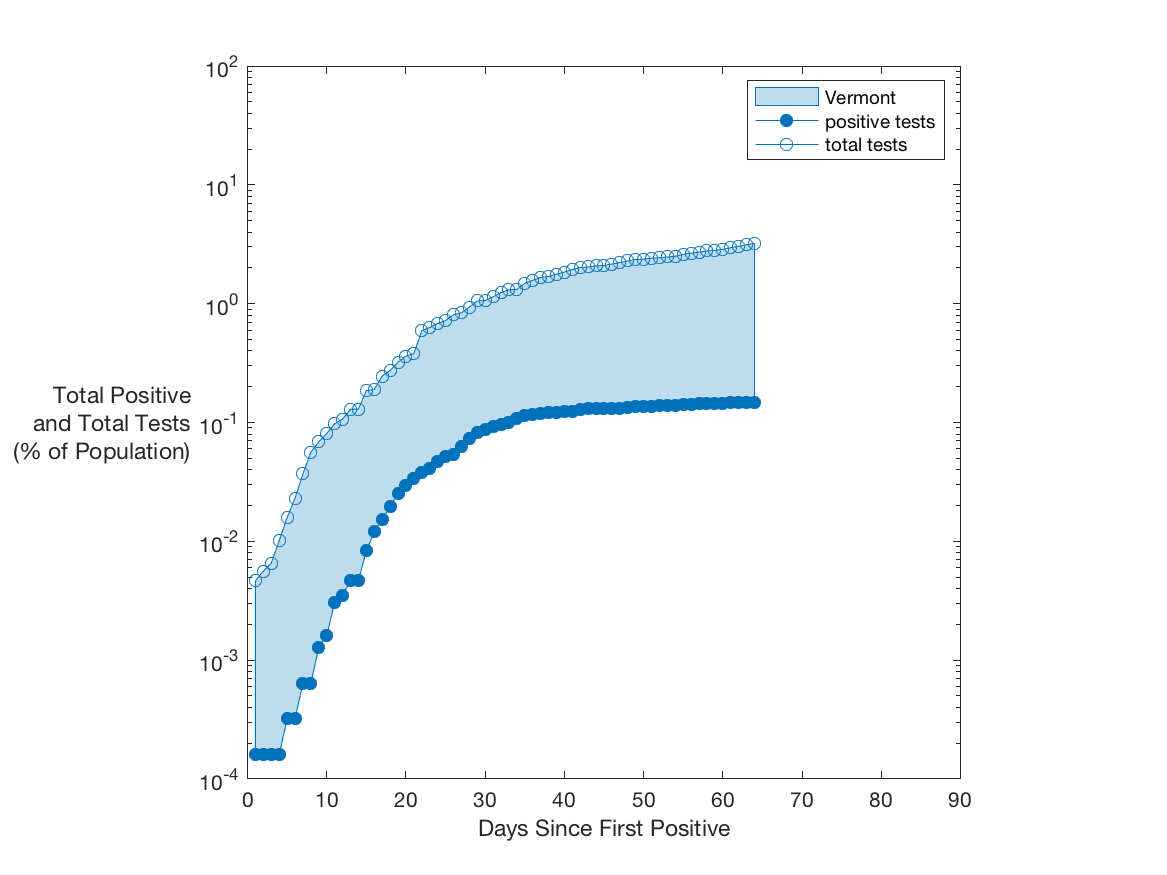 10^2
10^1
10^0
10^-1
10^-2
10^-3
10^-4
Total Positive
and Total Tests
(% of Population)
Vermont
positive tests
total tests
0 10 20 30 40 50 60 70 80 90
Days Since First Positive